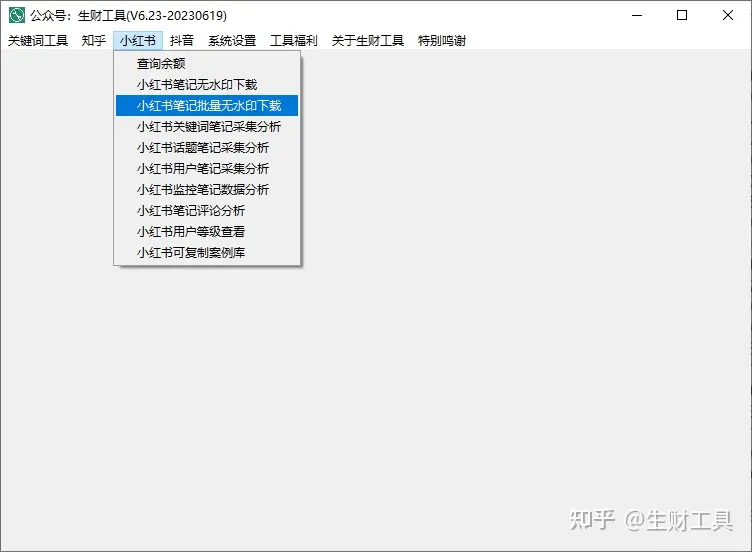 公众号：生财工具(V6.23-20230619)
关键词工具 知乎 小红书 抖音 系统设置 工具福利 关于生财工具 特别鸣谢
查询余额
小红书笔记无水印下载
小红书笔记批量无水印下载
小红书关键词笔记采集分析
小红书话题笔记采集分析
小红书用户笔记采集分析
小红书监控笔记数据分析
小红书笔记评论分析
小红书用户等级查看
小红书可复制案例库
知乎 @生财工具